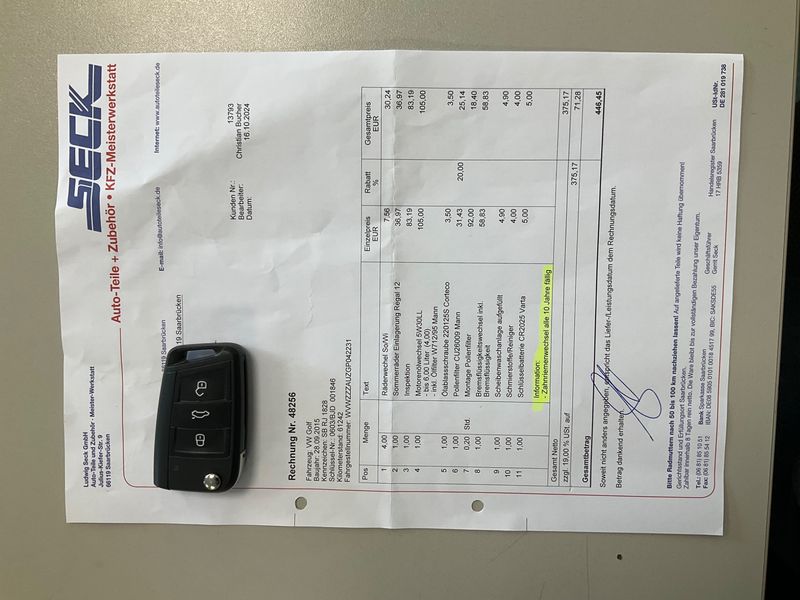 SECK
Auto-Teile + Zubehör • KFZ-Meisterwerkstatt
Ludwig Seck GmbH
Auto-Teile und Zubehör - Meister-Werkstatt
Julius-Kiefer-Str. 9
66119 Saarbrücken
E-mail: info@autoteileseck.de
Internet: www.autoteileseck.de
66119 Saarbrücken
Kunden Nr.: 13793
Bearbeiter: Christian Bucher
Datum: 16.10.2024
Rechnung Nr. 48256
Fahrzeug: VW Golf
Baujahr: 28.09.2015
Kennzeichen: SB RJ 1828
Schlüssel-Nr.: 0603/BJD 001846
Kilometerstand: 61242
Fahrgestellnummer: WVWZZZAUZGP042231
Pos Menge Text Einzelpreis EUR Rabatt % Gesamtpreis EUR
1 4,00 Räderwechsel So/Wi 7,56 30,24
2 1,00 Sommerräder Einlagerung Regal 12 36,97 36,97
3 1,00 Inspektion 83,19 83,19
4 1,00 Motorenölwechsel 5W30LL 105,00 105,00
- bis 6,00 Liter (4,00)
- inkl. Ölfilter W71295 Mann
5 1,00 Ölablassschraube 220125S Corteco 3,50 3,50
6 1,00 Pollenfilter CU26009 Mann 31,43 20,00 25,14
7 0,20 Std Montage Pollenfilter 92,00 18,40
8 1,00 Bremsflüssigkeitswechsel inkl. 58,83 58,83
Bremsflüssigkeit
9 1,00 Scheibenwaschanlage aufgefüllt 4,90 4,90
10 1,00 Schmierstoffe/Reiniger 4,00 4,00
11 1,00 Schlüsselbatterie CR2025 Varta 5,00 5,00
Information:
- Zahnriemenwechsel alle 10 Jahre fällig
Gesamt Netto 375,17
zzgl. 19,00 % USt. auf 375,17 71,28
Gesamtbetrag 446,45
Soweit nicht anders angegeben, entspricht das Liefer-/Leistungsdatum dem Rechnungsdatum.
Betrag dankend erhalten
Bitte Radmuttern nach 50 bis 100 km nachziehen lassen! Auf angelieferte Teile wird keine Haftung übernommen!
Gerichtsstand und Erfüllungsort Saarbrücken.
Zahlbar innerhalb 8 Tagen rein netto. Die Ware bleibt bis zur vollständigen Bezahlung unser Eigentum.
Tel.: (06 81) 85 10 51
Fax: (06 81) 85 54 12
Bank Sparkasse Saarbrücken
IBAN: DE08 5905 0101 0018 4517 99, BIC: SAKSDE55
Geschäftsführer
Gernt Seck
Handelsregister Saarbrücken
17 HRB 5259
USt-IdNr.
DE 281 019 738